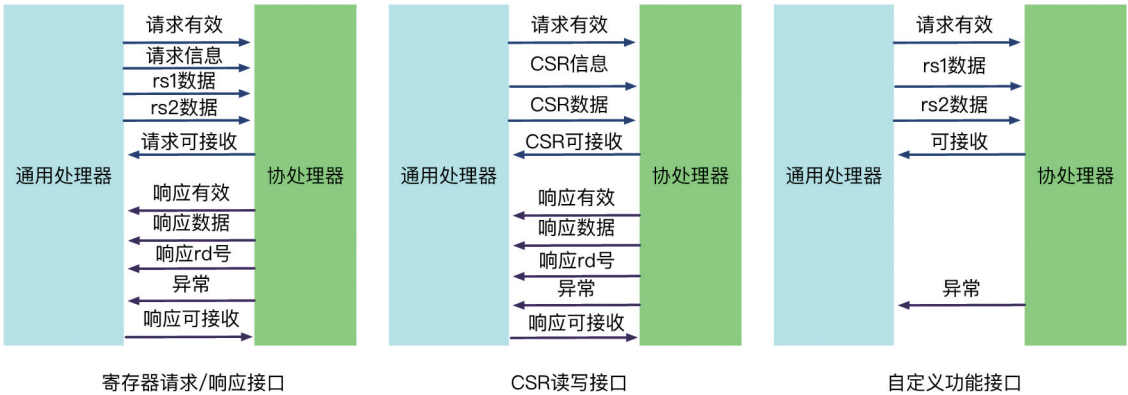 请求有效
请求信息
rs1数据
rs2数据
请求可接收
通用处理器
协处理器
响应有效
响应数据
响应rd号
异常
响应可接收
寄存器请求/响应接口
请求有效
CSR信息
CSR数据
CSR可接收
通用处理器
协处理器
响应有效
响应数据
响应rd号
异常
响应可接收
CSR读写接口
请求有效
rs1数据
rs2数据
可接收
通用处理器
协处理器
异常
自定义功能接口